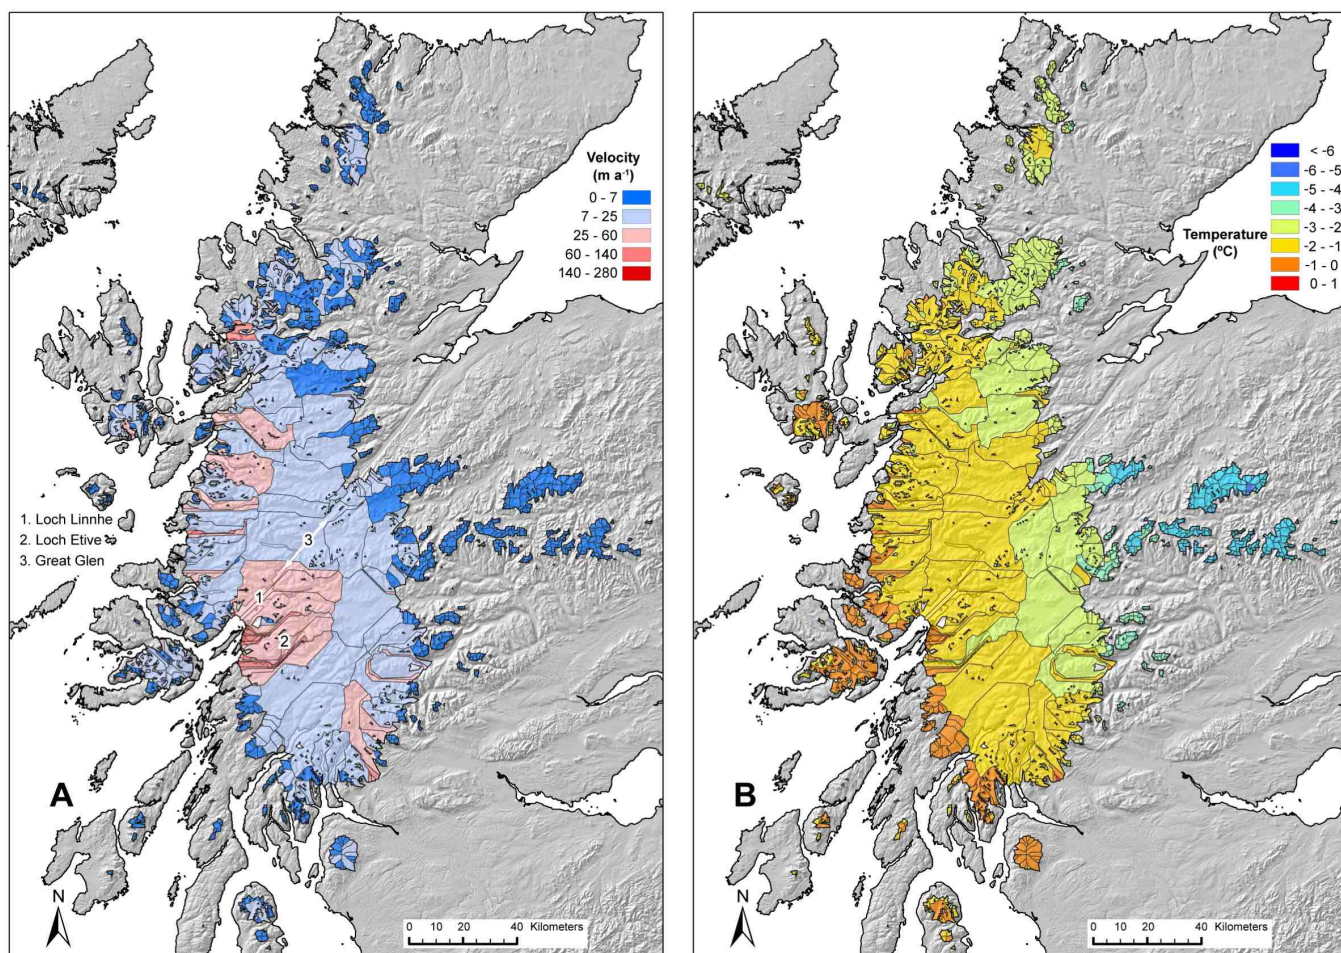 Velocity
(m a⁻¹)
0 - 7
7 - 25
25 - 60
60 - 140
140 - 280
1. Loch Linnhe
2. Loch Etive
3. Great Glen
3
1
2
A
N
0 20 40 Kilometers
< -6
-6 - -5
-5 - -4
-4 - -3
-3 - -2
-2 - -1
-1 - 0
0 - 1
Temperature
(ºC)
B
N
0 20 40 Kilometers